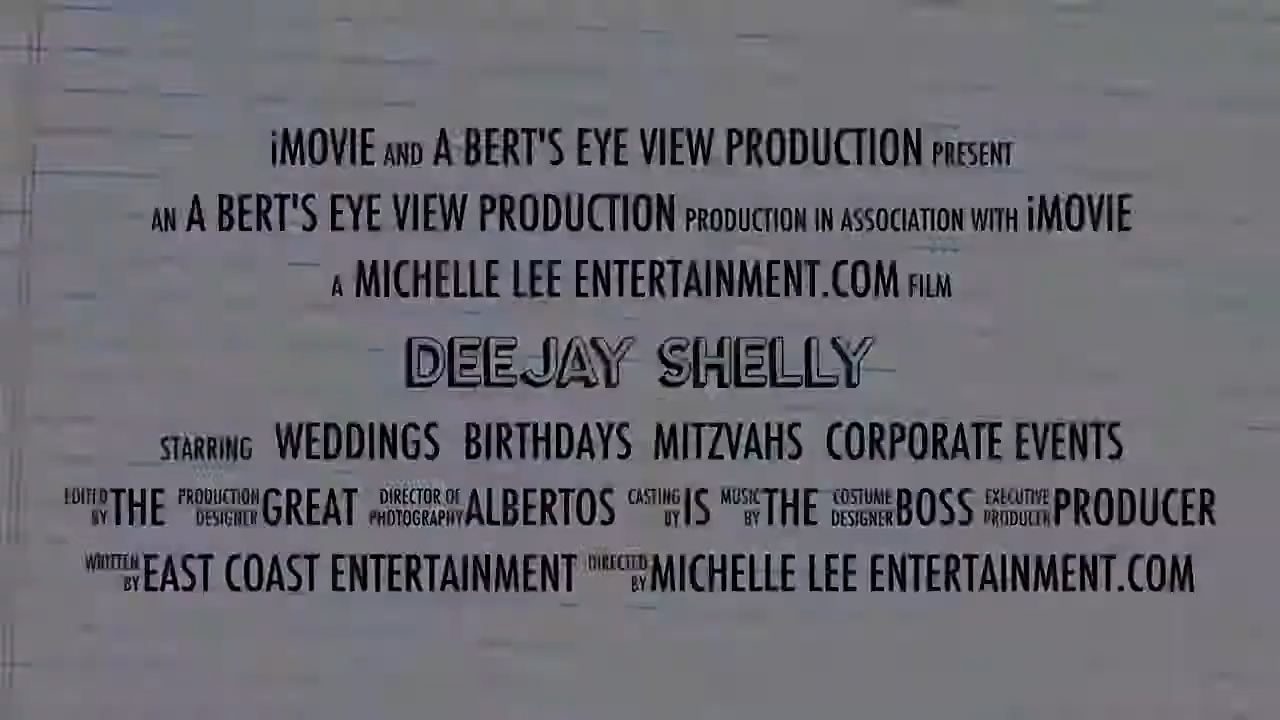 iMOVIE AND A BERT'S EYE VIEW PRODUCTION PRESENT
AN A BERT'S EYE VIEW PRODUCTION PRODUCTION IN ASSOCIATION WITH iMOVIE
A MICHELLE LEE ENTERTAINMENT.COM FILM
DEEJAY SHELLY
STARRING WEDDINGS BIRTHDAYS MITZVAHS CORPORATE EVENTS
EDITED BY THE PRODUCTION DESIGNER GREAT DIRECTOR OF PHOTOGRAPHY ALBERTOS CASTING BY IS MUSIC BY THE COSTUME DESIGNER BOSS EXECUTIVE PRODUCER PRODUCER
WRITTEN BY EAST COAST ENTERTAINMENT DIRECTED BY MICHELLE LEE ENTERTAINMENT.COM